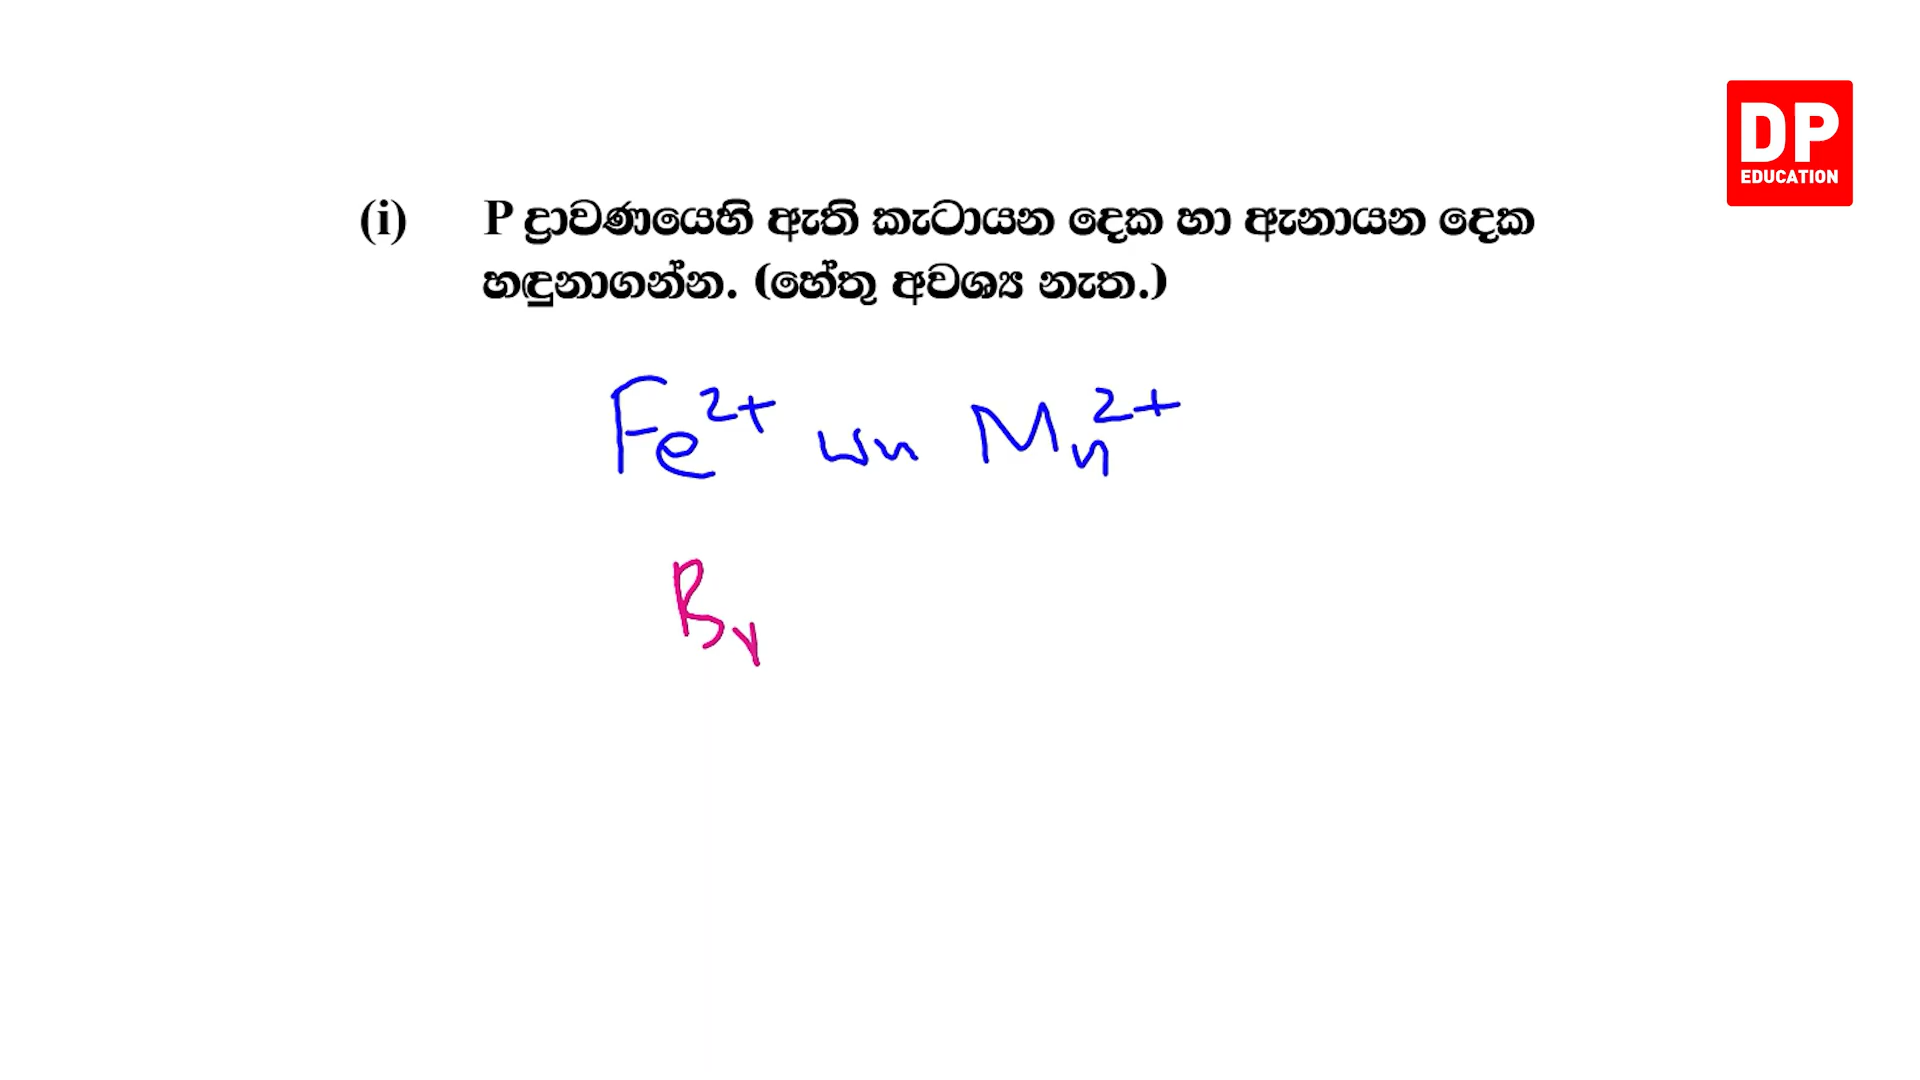 DP
EDUCATION
(i) P ද්‍රාවණයෙහි ඇති කැටායන දෙක හා ඇනායන දෙක
හඳුනාගන්න. (හේතු අවශ්‍ය නැත.)
Fe²⁺ සහ Mn²⁺
Br